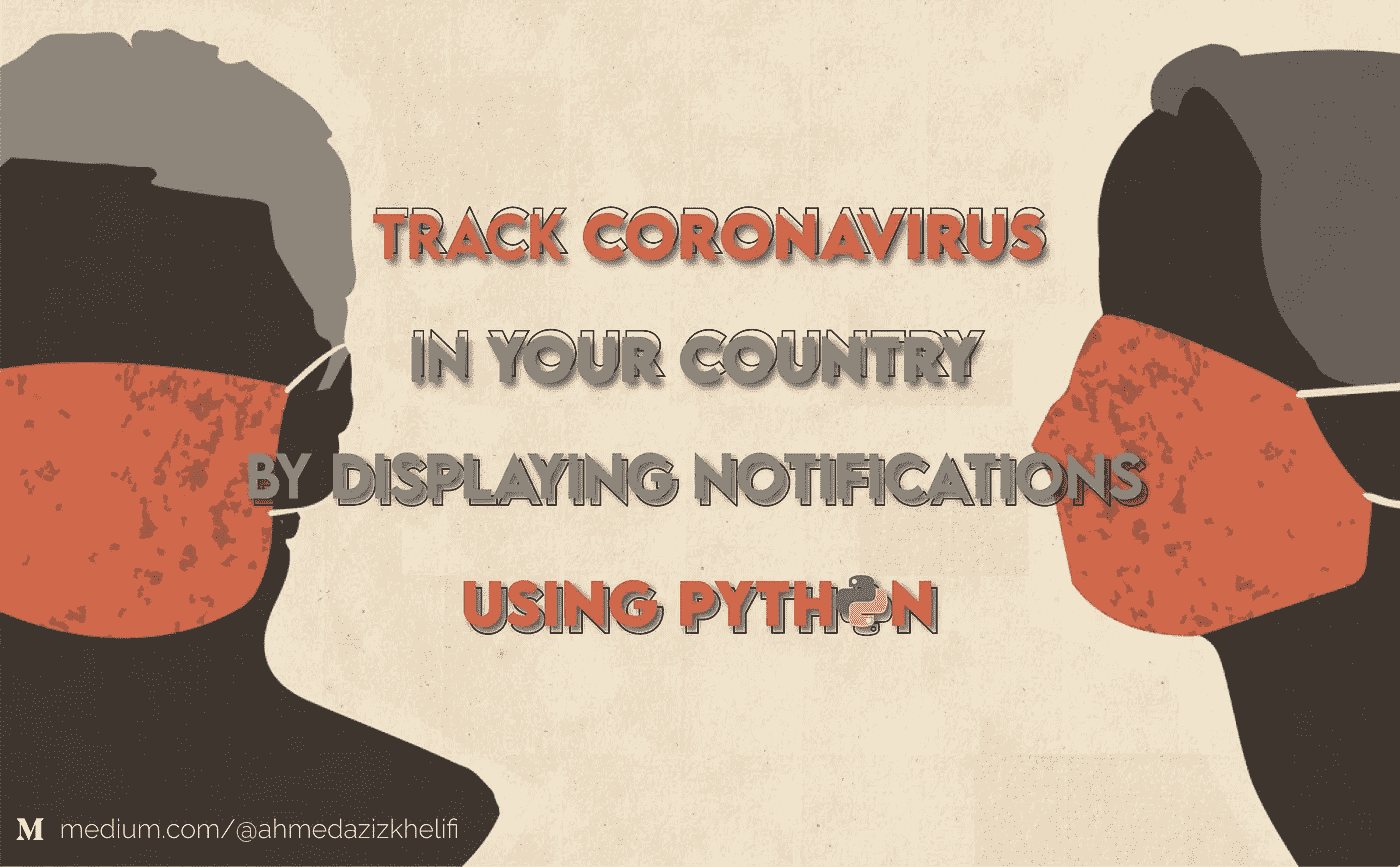 TRACK CORONAVIRUS
IN YOUR COUNTRY
BY DISPLAYING NOTIFICATIONS
USING PYTHON
M medium.com/@ahmedazizkhelifi